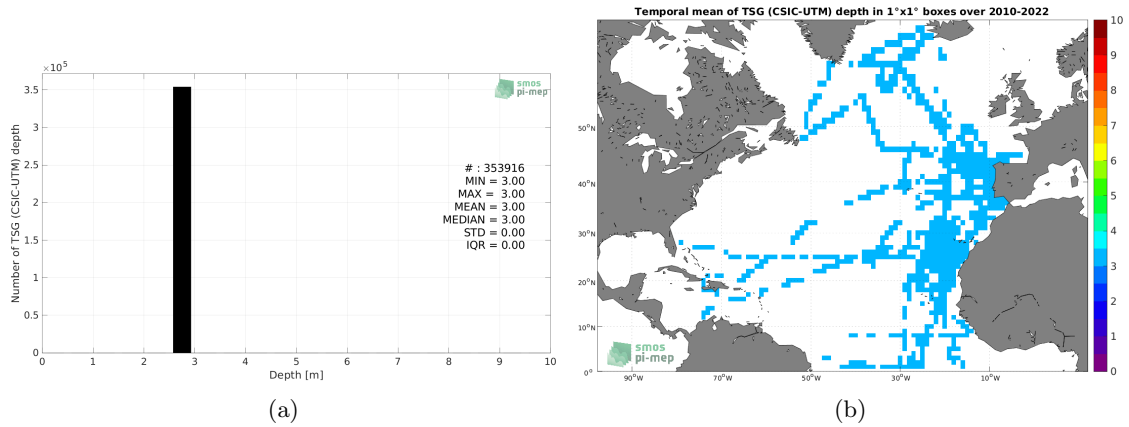 ×10⁵
3.5
3
2.5
2
1.5
1
0.5
0
0 1 2 3 4 5 6 7 8 9 10
Depth [m]
Number of TSG (CSIC-UTM) depth
smos
pi-mep
# : 353916
MIN = 3.00
MAX = 3.00
MEAN = 3.00
MEDIAN = 3.00
STD = 0.00
IQR = 0.00
(a)
Temporal mean of TSG (CSIC-UTM) depth in 1°x1° boxes over 2010-2022
50°N
40°N
30°N
20°N
10°N
0°
90°W 70°W 50°W 30°W 10°W
smos
pi-mep
10
9
8
7
6
5
4
3
2
1
0
(b)